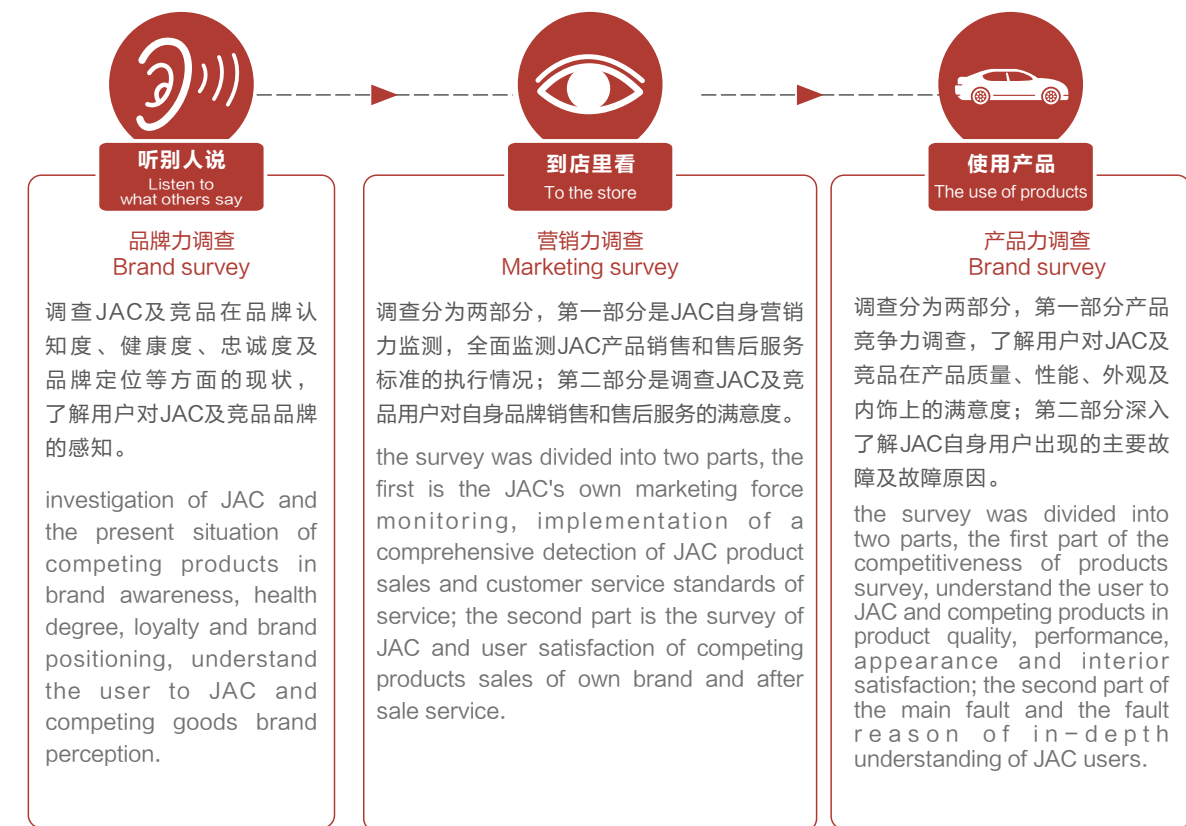 听别人说
Listen to
what others say
品牌力调查
Brand survey
调查JAC及竞品在品牌认
知度、健康度、忠诚度及
品牌定位等方面的现状，
了解用户对JAC及竞品品牌
的感知。
investigation of JAC and
the present situation of
competing products in
brand awareness, health
degree, loyalty and brand
positioning, understand
the user to JAC and
competing goods brand
perception.
到店里看
To the store
营销力调查
Marketing survey
调查分为两部分，第一部分是JAC自身营销
力监测，全面监测JAC产品销售和售后服务
标准的执行情况；第二部分是调查JAC及竞
品用户对自身品牌销售和售后服务的满意度。
the survey was divided into two parts, the
first is the JAC's own marketing force
monitoring, implementation of a
comprehensive detection of JAC product
sales and customer service standards of
service; the second part is the survey of
JAC and user satisfaction of competing
products sales of own brand and after
sale service.
使用产品
The use of products
产品力调查
Brand survey
调查分为两部分，第一部分产品
竞争力调查，了解用户对JAC及
竞品在产品质量、性能、外观及
内饰上的满意度；第二部分深入
了解JAC自身用户出现的主要故
障及故障原因。
the survey was divided into
two parts, the first part of the
competitiveness of products
survey, understand the user to
JAC and competing products in
product quality, performance,
appearance and interior
satisfaction; the second part of
the main fault and the fault
reason of in-depth
understanding of JAC users.